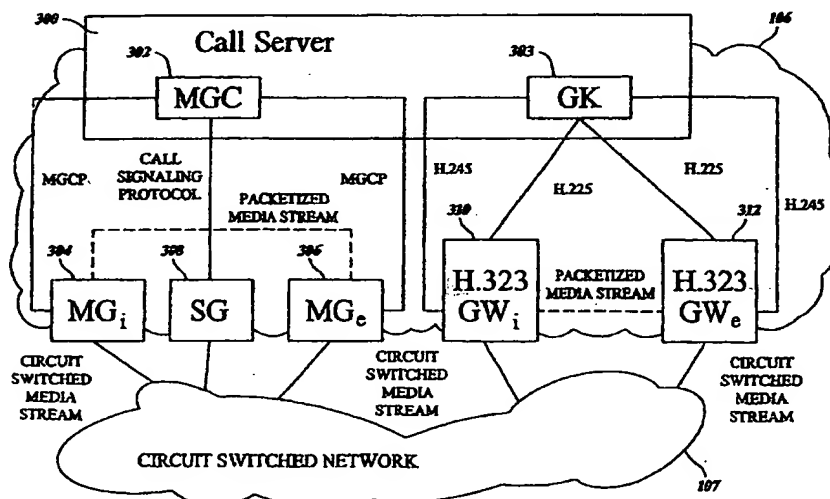 300
Call Server
106
302
MGC
303
GK
CALL
SIGNALING
PROTOCOL
MGCP
MGCP
PACKETIZED
MEDIA STREAM
H.245
H.225
H.225
H.245
304
308
306
310
312
MGi
SG
MGe
H.323
GWi
PACKETIZED
MEDIA STREAM
H.323
GWe
CIRCUIT
SWITCHED
MEDIA
STREAM
CIRCUIT
SWITCHED
MEDIA
STREAM
CIRCUIT
SWITCHED
MEDIA
STREAM
CIRCUIT SWITCHED NETWORK
107